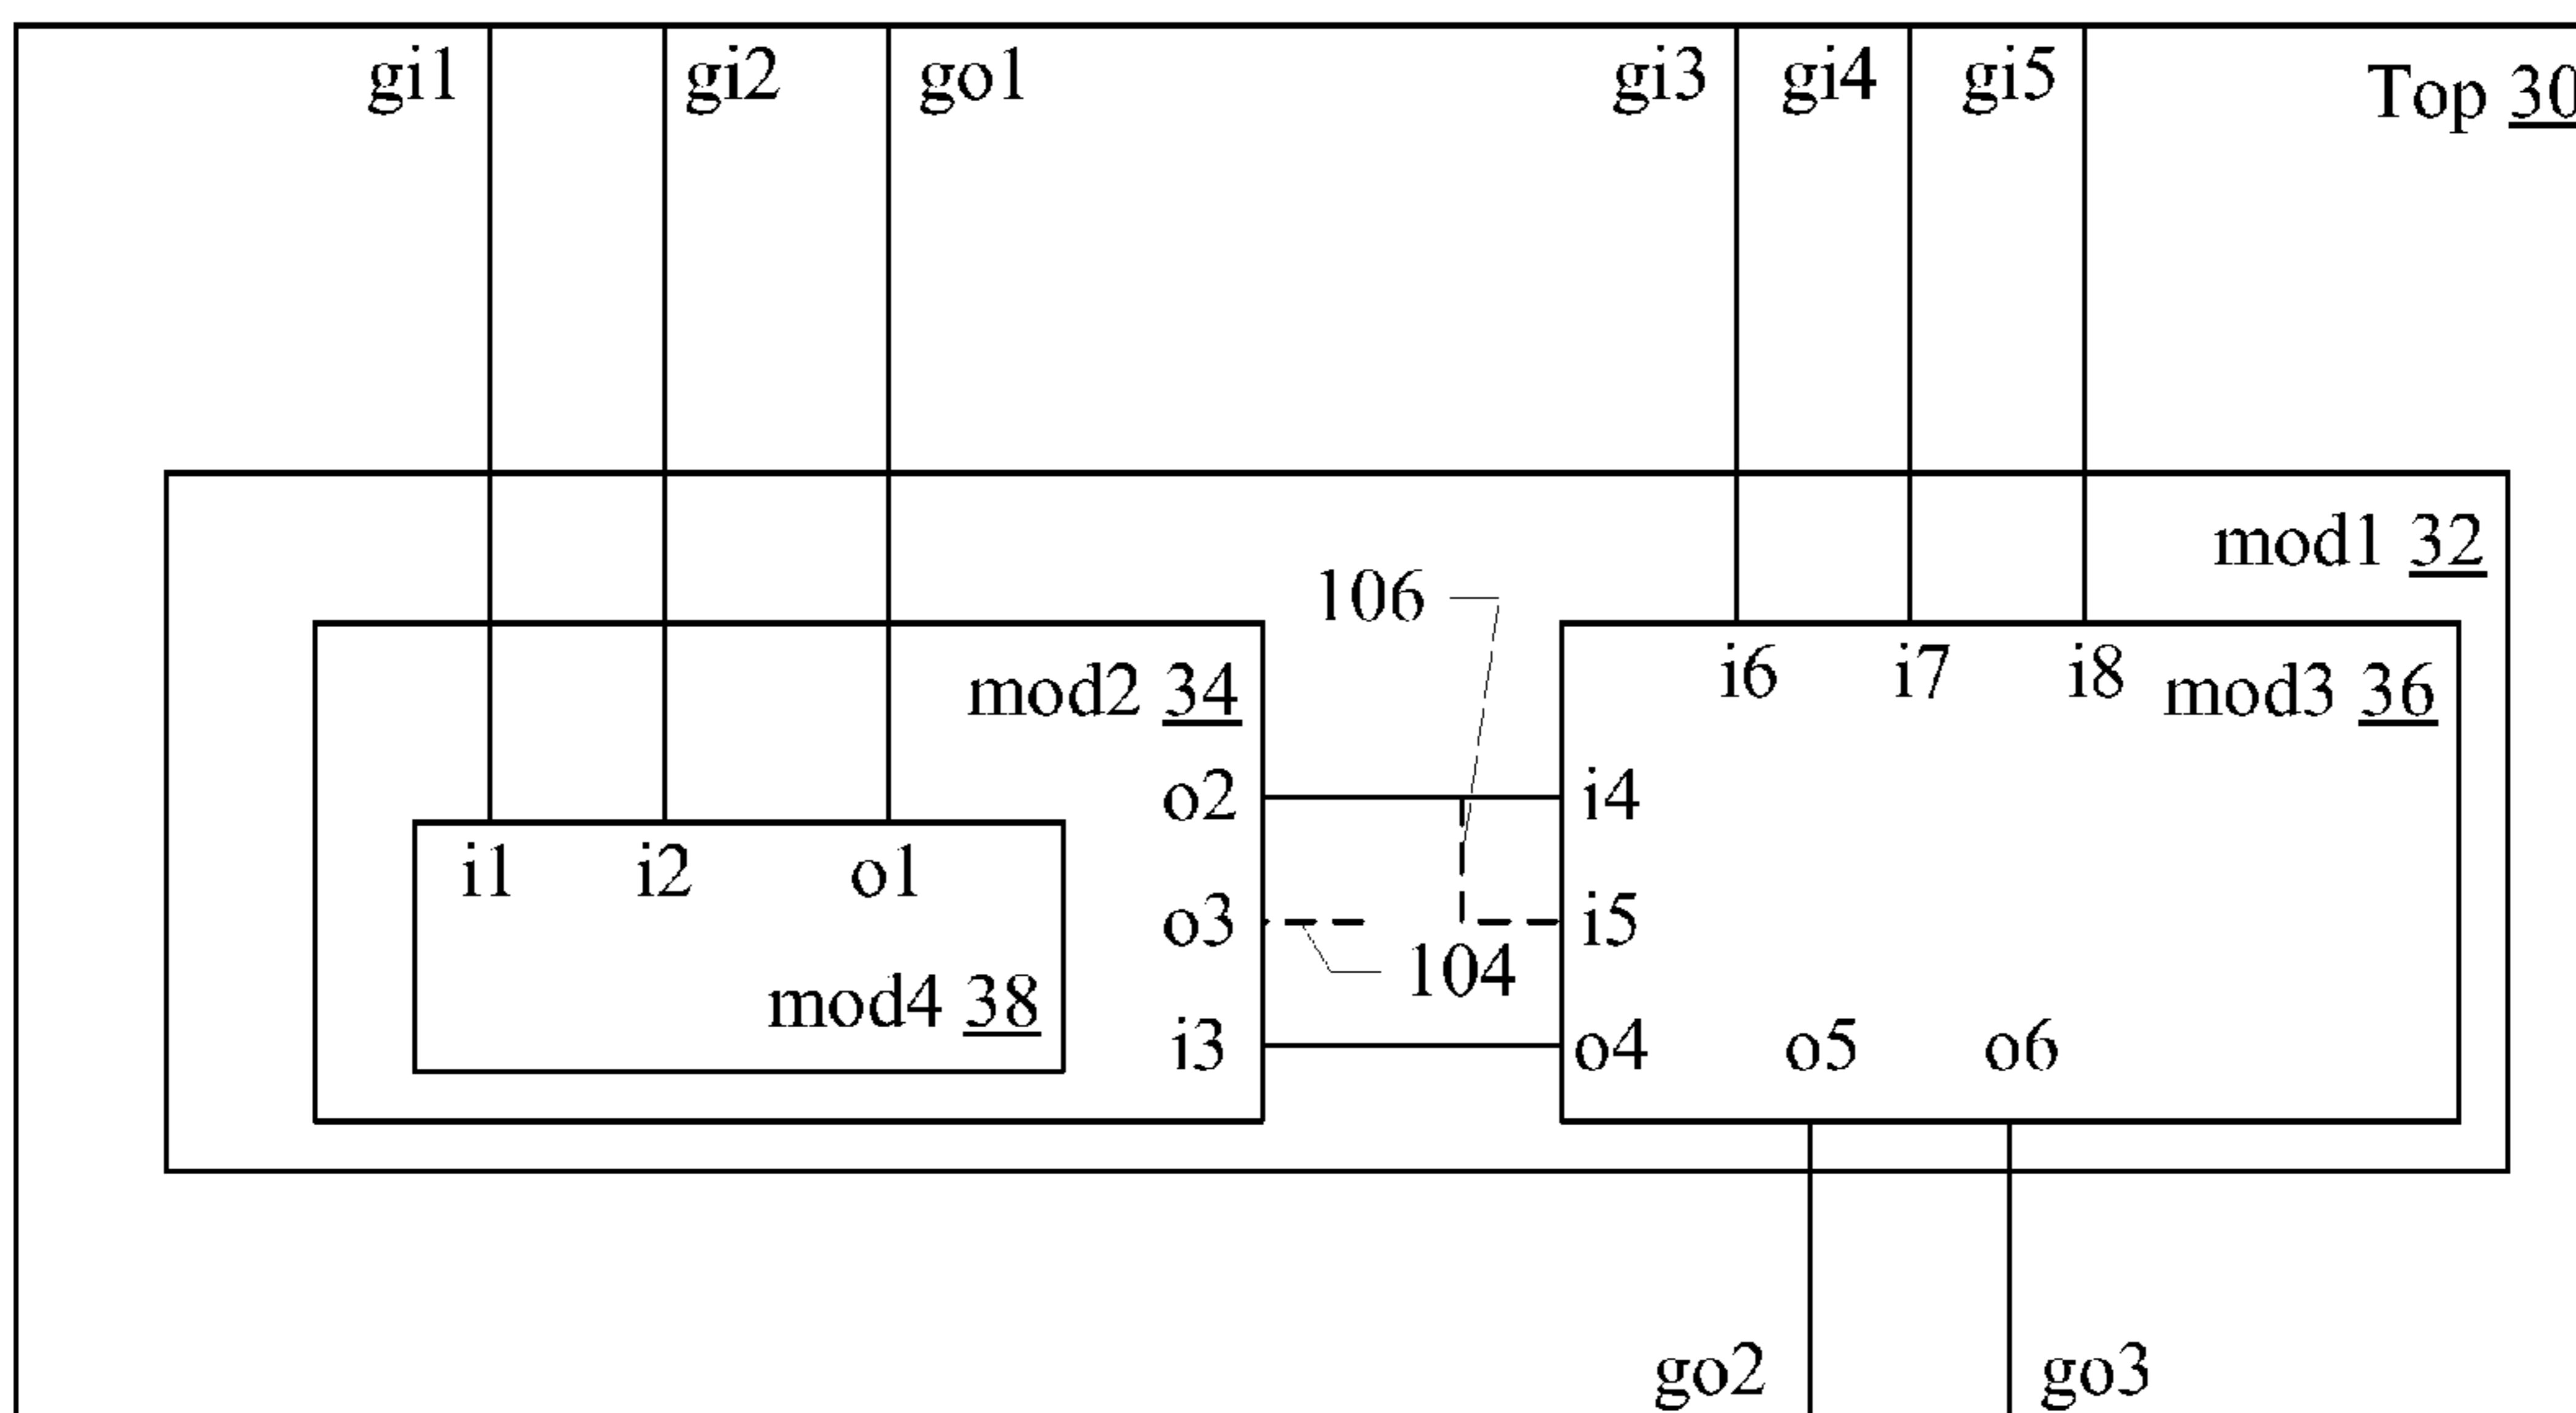 gi1 gi2 go1 gi3 gi4 gi5 Top 30
mod1 32
106
mod2 34 i6 i7 i8 mod3 36
o2 i4
i1 i2 o1
o3 i5
104
mod4 38
i3 o4 o5 o6
go2 go3